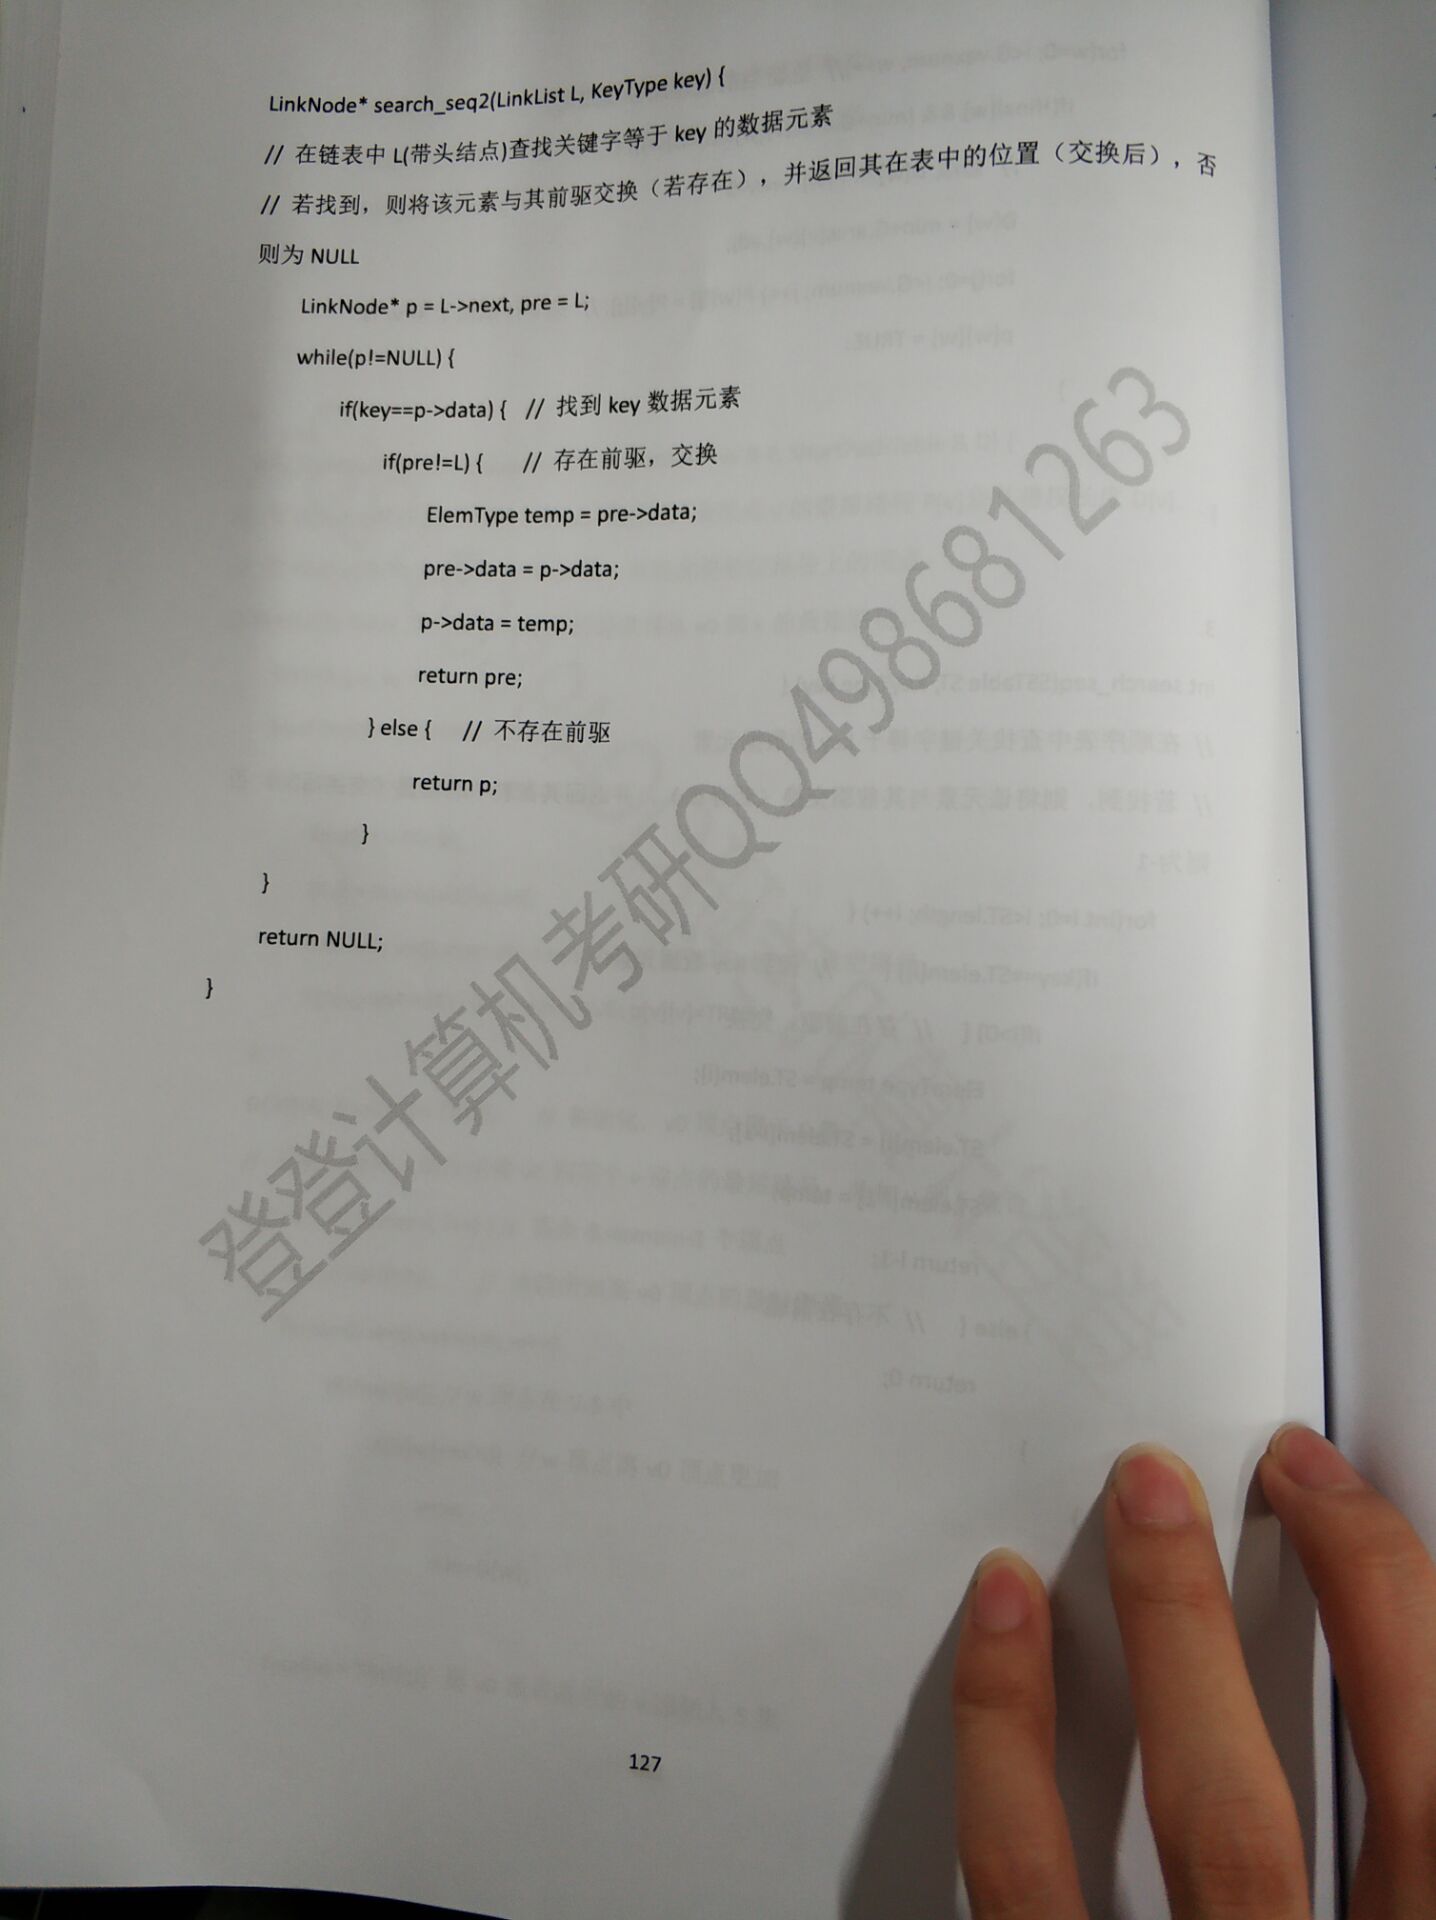 LinkNode* search_seq2(LinkList L, KeyType key) {
// 在链表中 L(带头结点)查找关键字等于 key 的数据元素
// 若找到，则将该元素与其前驱交换（若存在），并返回其在表中的位置（交换后），否
则为 NULL
LinkNode* p = L->next, pre = L;
while(p!=NULL) {
if(key==p->data) { // 找到 key 数据元素
if(pre!=L) { // 存在前驱，交换
ElemType temp = pre->data;
pre->data = p->data;
p->data = temp;
return pre;
} else { // 不存在前驱
return p;
}
}
return NULL;
}
登登计算机考研QQ498681263
127